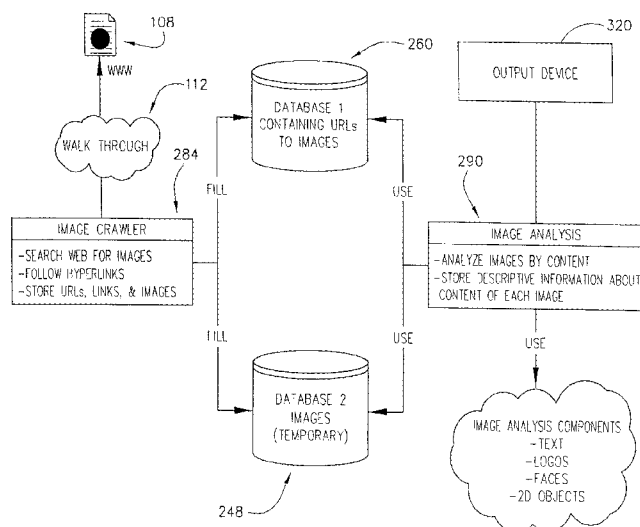 108
WWW
112
WALK THROUGH
284
IMAGE CRAWLER
-SEARCH WEB FOR IMAGES
-FOLLOW HYPERLINKS
-STORE URLs, LINKS, & IMAGES
FILL
FILL
260
DATABASE 1
CONTAINING URLs
TO IMAGES
DATABASE 2
IMAGES
(TEMPORARY)
248
USE
USE
320
OUTPUT DEVICE
290
IMAGE ANALYSIS
-ANALYZE IMAGES BY CONTENT
-STORE DESCRIPTIVE INFORMATION ABOUT
CONTENT OF EACH IMAGE
USE
IMAGE ANALYSIS COMPONENTS
-TEXT
-LOGOS
-FACES
-2D OBJECTS